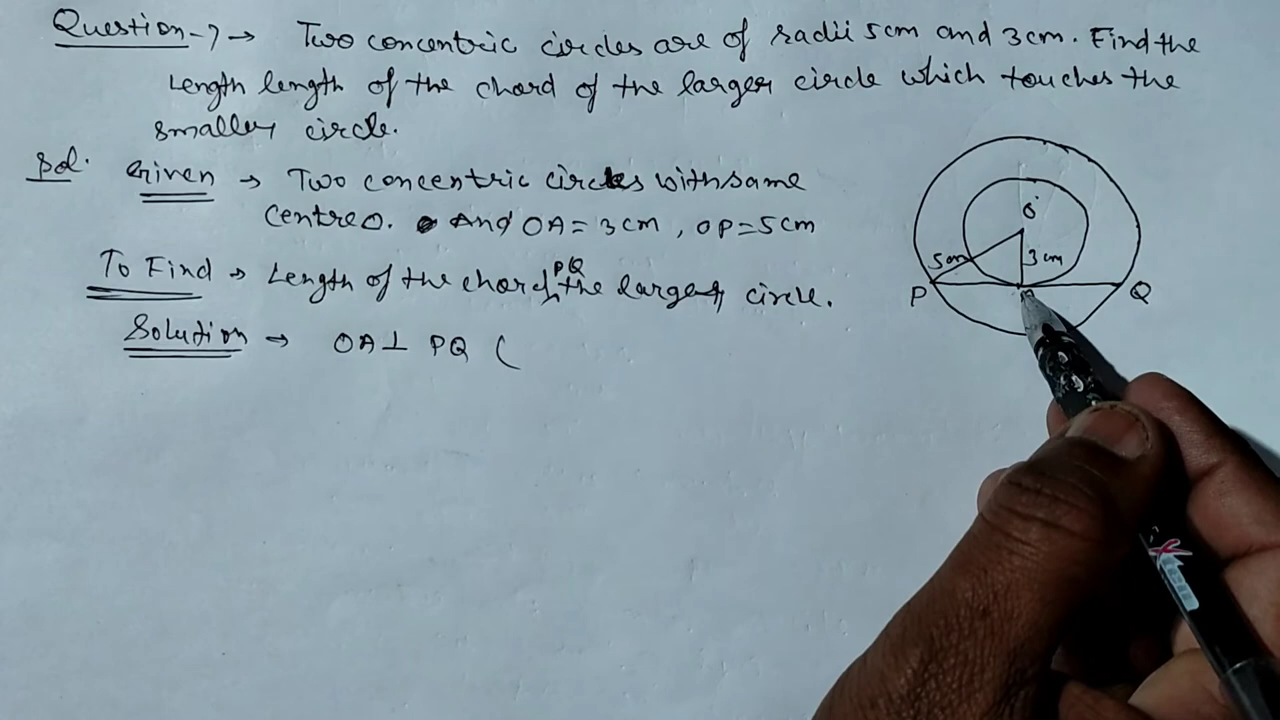 Question-7→ Two concentric circles are of radii 5cm and 3cm. Find the
Length length of the chord of the larger circle which touches the
smaller circle.
Sol. Given → Two concentric circles with same
Centre O. And OA=3cm, OP=5cm
To Find → Length of the chord PQ the larger circle.
Solution → OA⊥ PQ (
O
5cm 3cm
P Q